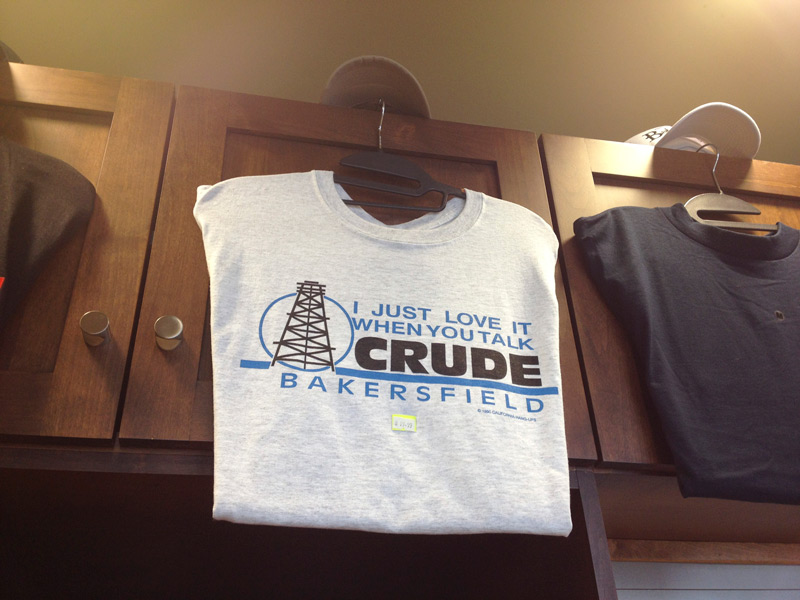 I JUST LOVE IT
WHEN YOU TALK
CRUDE
BAKERSFIELD